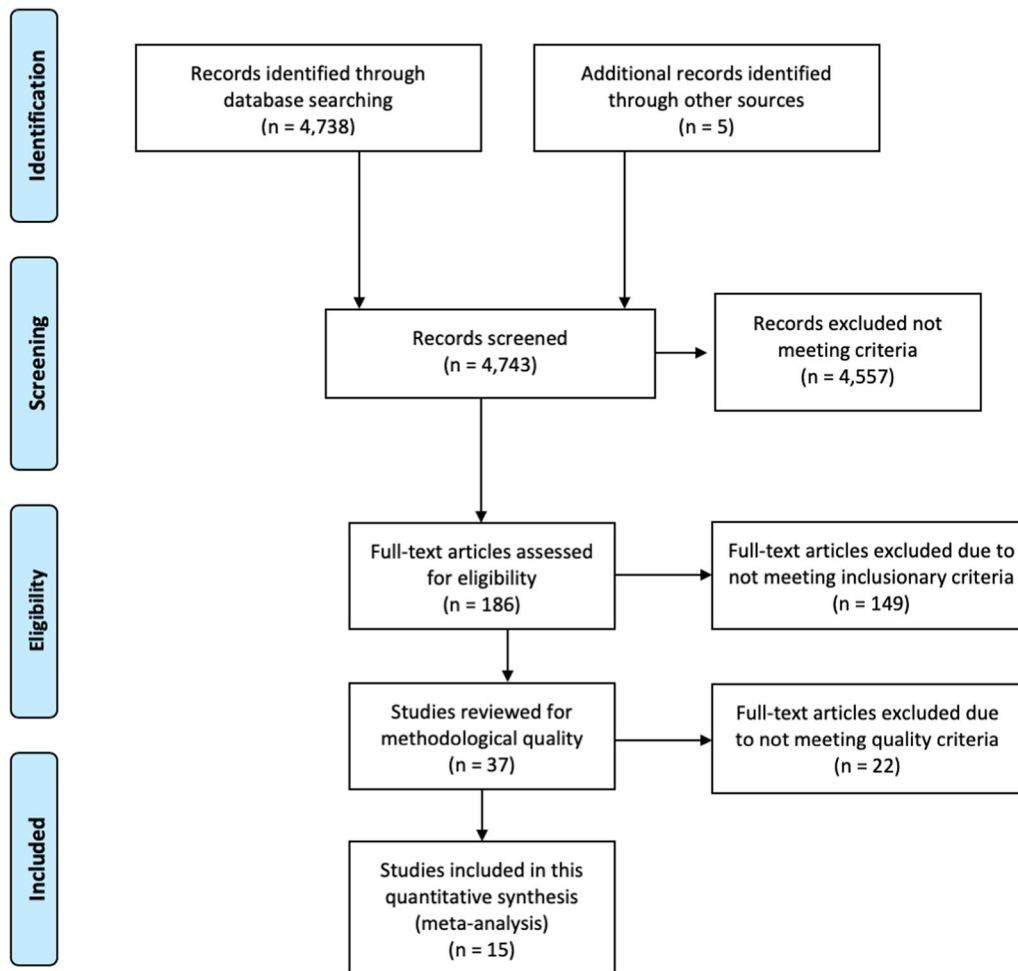 Identification
Records identified through
database searching
(n = 4,738)
Additional records identified
through other sources
(n = 5)
Screening
Records screened
(n = 4,743)
Records excluded not
meeting criteria
(n = 4,557)
Eligibility
Full-text articles assessed
for eligibility
(n = 186)
Full-text articles excluded due to
not meeting inclusionary criteria
(n = 149)
Studies reviewed for
methodological quality
(n = 37)
Full-text articles excluded due
to not meeting quality criteria
(n = 22)
Included
Studies included in this
quantitative synthesis
(meta-analysis)
(n = 15)